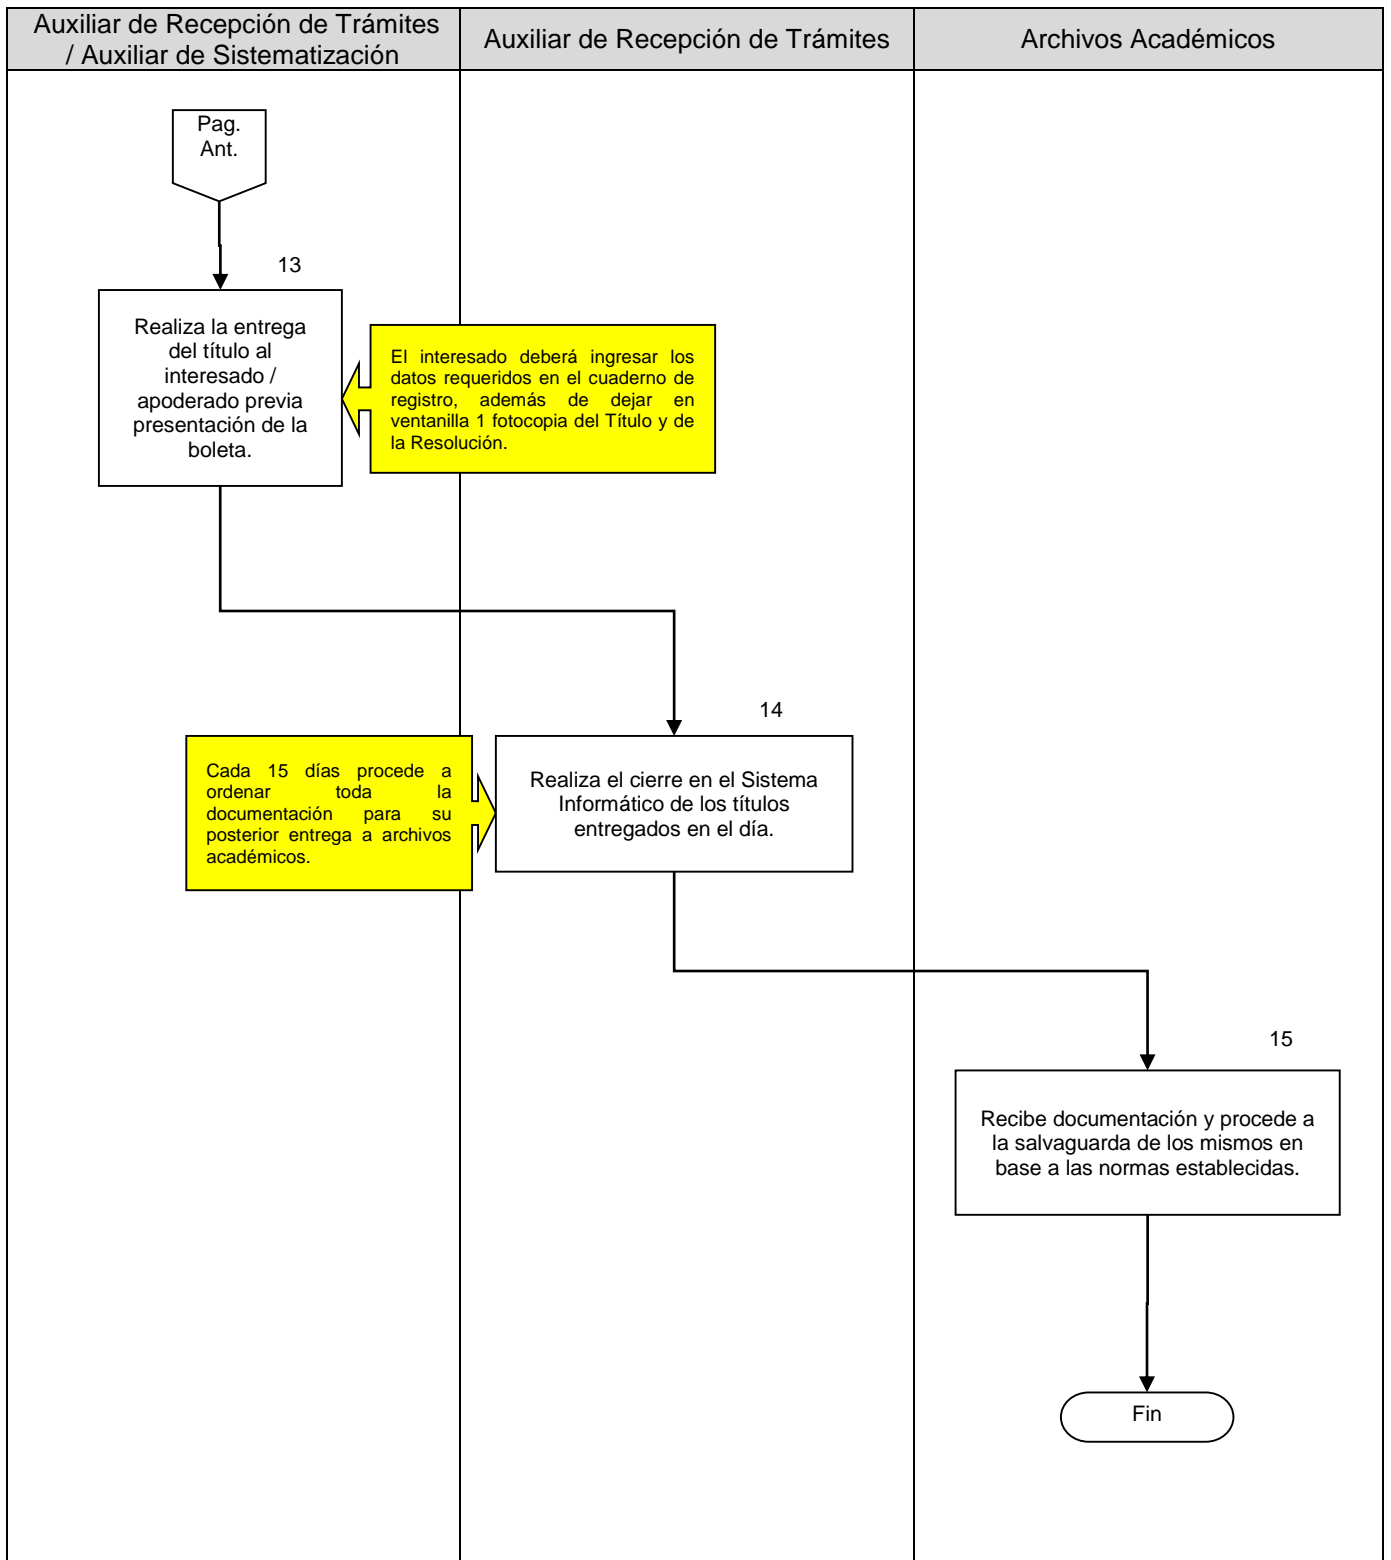 Auxiliar de Recepción de Trámites
/ Auxiliar de Sistematización
Auxiliar de Recepción de Trámites
Archivos Académicos
Pag.
Ant.
13
Realiza la entrega
del título al
interesado /
apoderado previa
presentación de la
boleta.
El interesado deberá ingresar los
datos requeridos en el cuaderno de
registro, además de dejar en
ventanilla 1 fotocopia del Título y de
la Resolución.
14
Cada 15 días procede a
ordenar toda la
documentación para su
posterior entrega a archivos
académicos.
Realiza el cierre en el Sistema
Informático de los títulos
entregados en el día.
15
Recibe documentación y procede a
la salvaguarda de los mismos en
base a las normas establecidas.
Fin